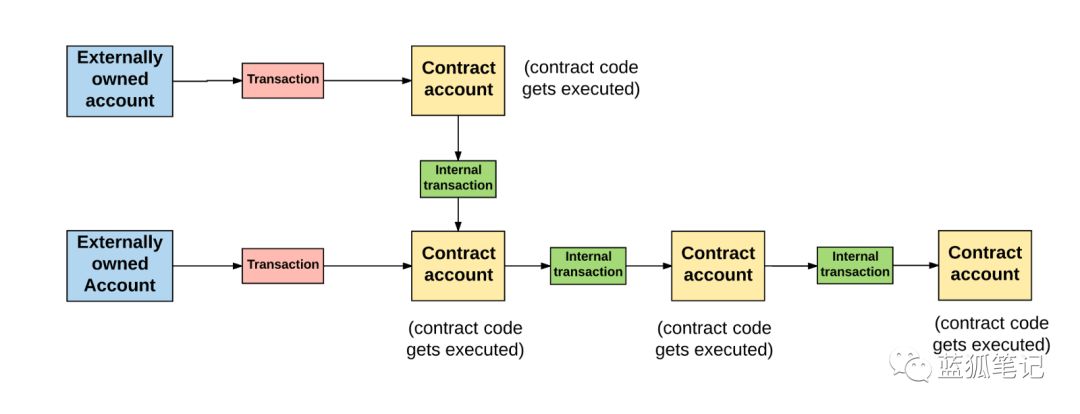 Externally
owned
account
Transaction
Contract
account
(contract code
gets executed)
Internal
transaction
Externally
owned
Account
Transaction
Contract
account
Internal
transaction
Contract
account
Internal
transaction
Contract
account
(contract code
gets executed)
(contract code
gets executed)
(contract code
gets executed)
蓝狐笔记